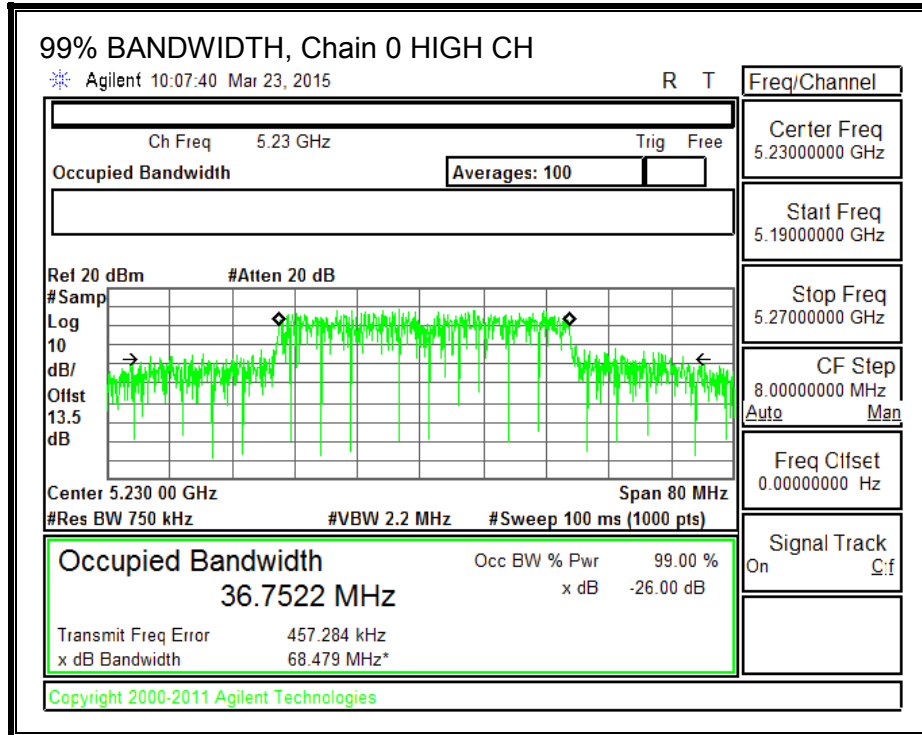 99% BANDWIDTH, Chain 0 HIGH CH
Agilent 10:07:40 Mar 23, 2015 R T
Freq/Channel
Ch Freq 5.23 GHz Trig Free
Occupied Bandwidth Averages: 100
Center Freq
5.23000000 GHz
Start Freq
5.19000000 GHz
Stop Freq
5.27000000 GHz
CF Step
8.00000000 MHz
Auto Man
Freq Offset
0.00000000 Hz
Signal Track
On Off
Ref 20 dBm #Atten 20 dB
#Samp
Log
10
dB/
Offst
13.5
dB
Center 5.230 00 GHz Span 80 MHz
#Res BW 750 kHz #VBW 2.2 MHz #Sweep 100 ms (1000 pts)
Occupied Bandwidth Occ BW % Pwr 99.00 %
36.7522 MHz x dB -26.00 dB
Transmit Freq Error 457.284 kHz
x dB Bandwidth 68.479 MHz*
Copyright 2000-2011 Agilent Technologies